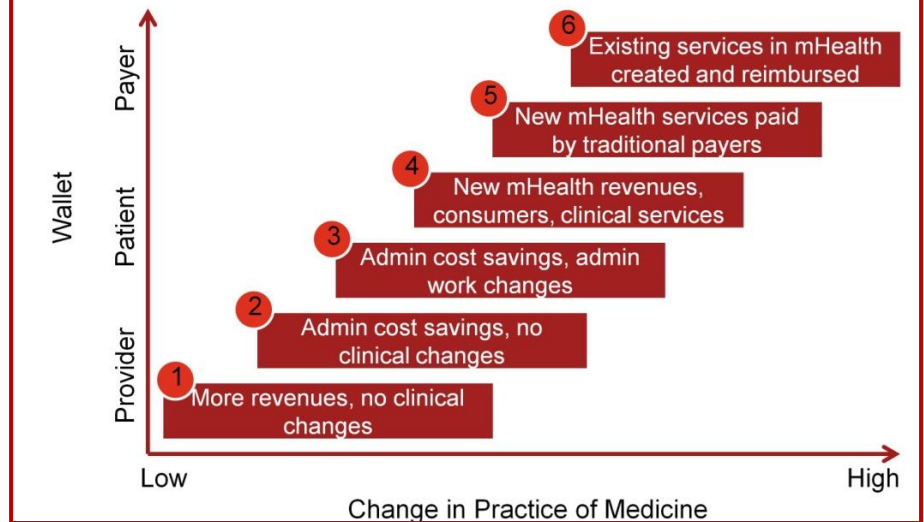 6
Existing services in mHealth
created and reimbursed
5
New mHealth services paid
by traditional payers
4
New mHealth revenues,
consumers, clinical services
3
Admin cost savings, admin
work changes
2
Admin cost savings, no
clinical changes
1
More revenues, no clinical
changes
Wallet
Payer
Patient
Provider
Low
High
Change in Practice of Medicine